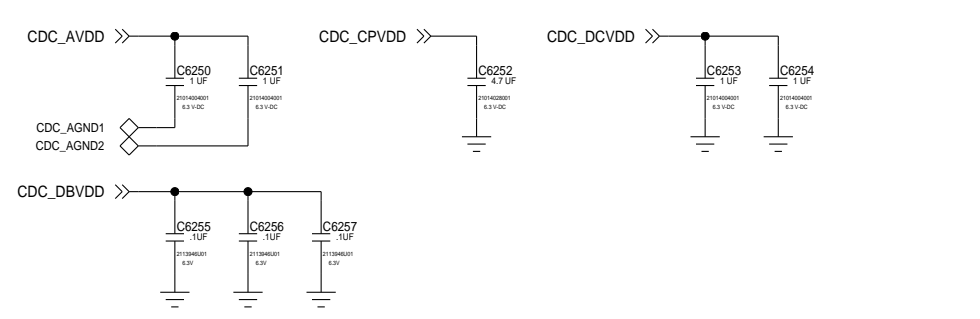 CDC_AVDD
CDC_CPVDD
CDC_DCVDD
C6250
1 UF
21014004001
6.3 V-DC
C6251
1 UF
21014004001
6.3 V-DC
C6252
4.7 UF
21014028001
6.3 V-DC
C6253
1 UF
21014004001
6.3 V-DC
C6254
1 UF
21014004001
6.3 V-DC
CDC_AGND1
CDC_AGND2
CDC_DBVDD
C6255
.1UF
2113946U01
6.3V
C6256
.1UF
2113946U01
6.3V
C6257
.1UF
2113946U01
6.3V